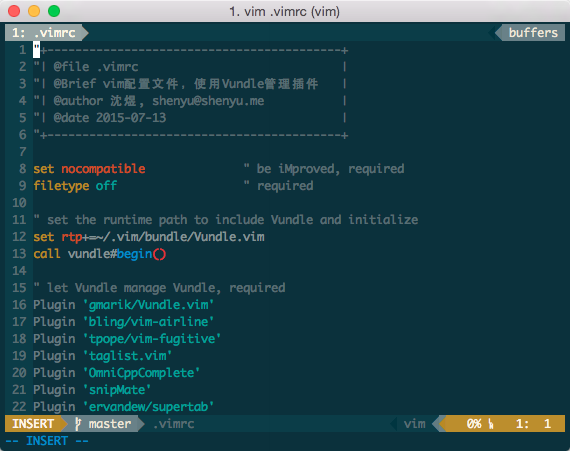 1. vim .vimrc (vim)
1: .vimrc buffers
1 "+------------------------------------------+
2 "| @file .vimrc |
3 "| @Brief vim配置文件，使用Vundle管理插件 |
4 "| @author 沈煜, shenyu@shenyu.me |
5 "| @date 2015-07-13 |
6 "+------------------------------------------+
7
8 set nocompatible " be iMproved, required
9 filetype off " required
10
11 " set the runtime path to include Vundle and initialize
12 set rtp+=~/.vim/bundle/Vundle.vim
13 call vundle#begin()
14
15 " let Vundle manage Vundle, required
16 Plugin 'gmarik/Vundle.vim'
17 Plugin 'bling/vim-airline'
18 Plugin 'tpope/vim-fugitive'
19 Plugin 'taglist.vim'
20 Plugin 'OmniCppComplete'
21 Plugin 'snipMate'
22 Plugin 'ervandew/supertab'
INSERT master .vimrc vim 0% 1: 1
-- INSERT --